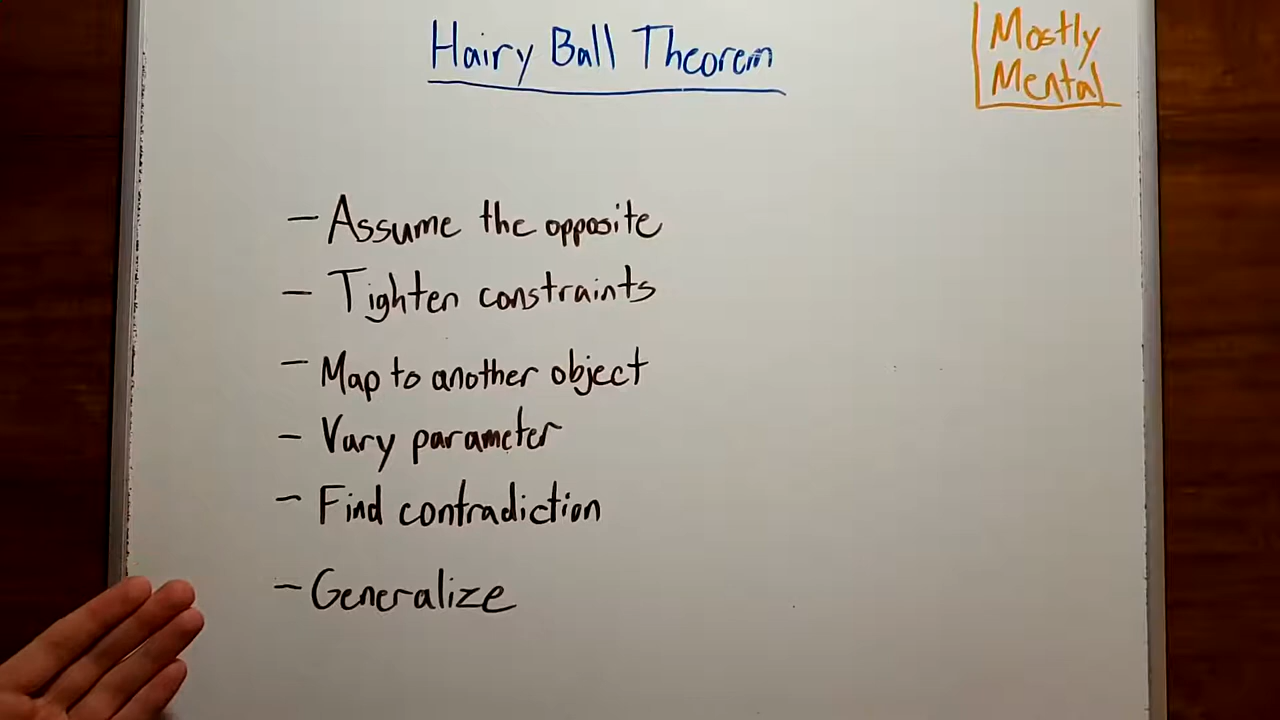 Hairy Ball Theorem
Mostly
Mental
- Assume the opposite
- Tighten constraints
- Map to another object
- Vary parameter
- Find contradiction
- Generalize